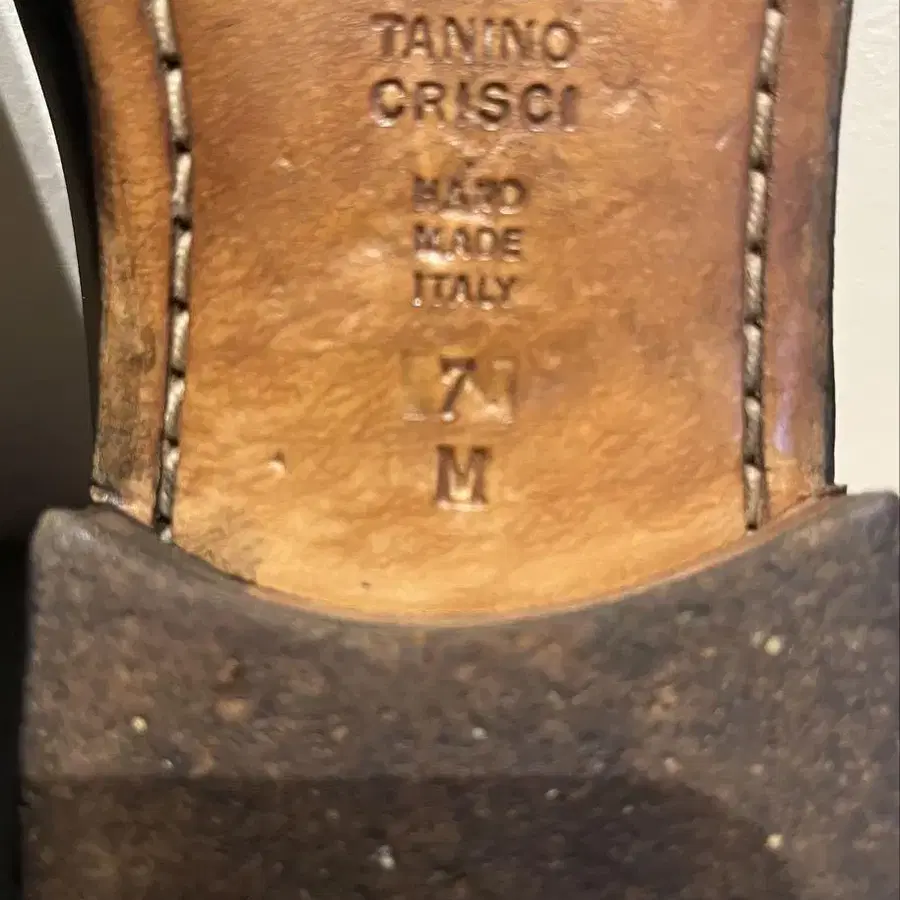 TANINO
CRISCI
HAND
MADE
ITALY
7
M